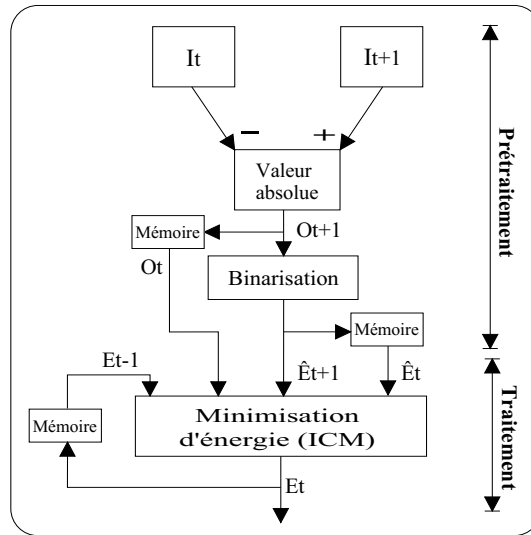 It
It+1
−
+
Valeur
absolue
Prétraitement
Mémoire
Ot+1
Ot
Binarisation
Mémoire
Et-1
Êt+1
Êt
Mémoire
Minimisation
d'énergie (ICM)
Traitement
Et